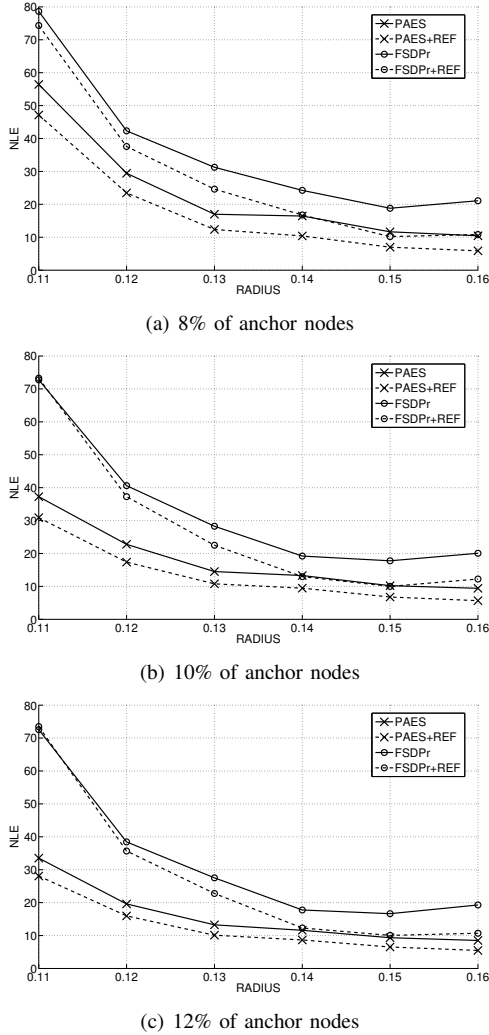 80
70
60
50
40
30
20
10
0
NLE
0.11 0.12 0.13 0.14 0.15 0.16
RADIUS
PAES
PAES+REF
FSDPr
FSDPr+REF
(a) 8% of anchor nodes
80
70
60
50
40
30
20
10
0
NLE
0.11 0.12 0.13 0.14 0.15 0.16
RADIUS
PAES
PAES+REF
FSDPr
FSDPr+REF
(b) 10% of anchor nodes
80
70
60
50
40
30
20
10
0
NLE
0.11 0.12 0.13 0.14 0.15 0.16
RADIUS
PAES
PAES+REF
FSDPr
FSDPr+REF
(c) 12% of anchor nodes